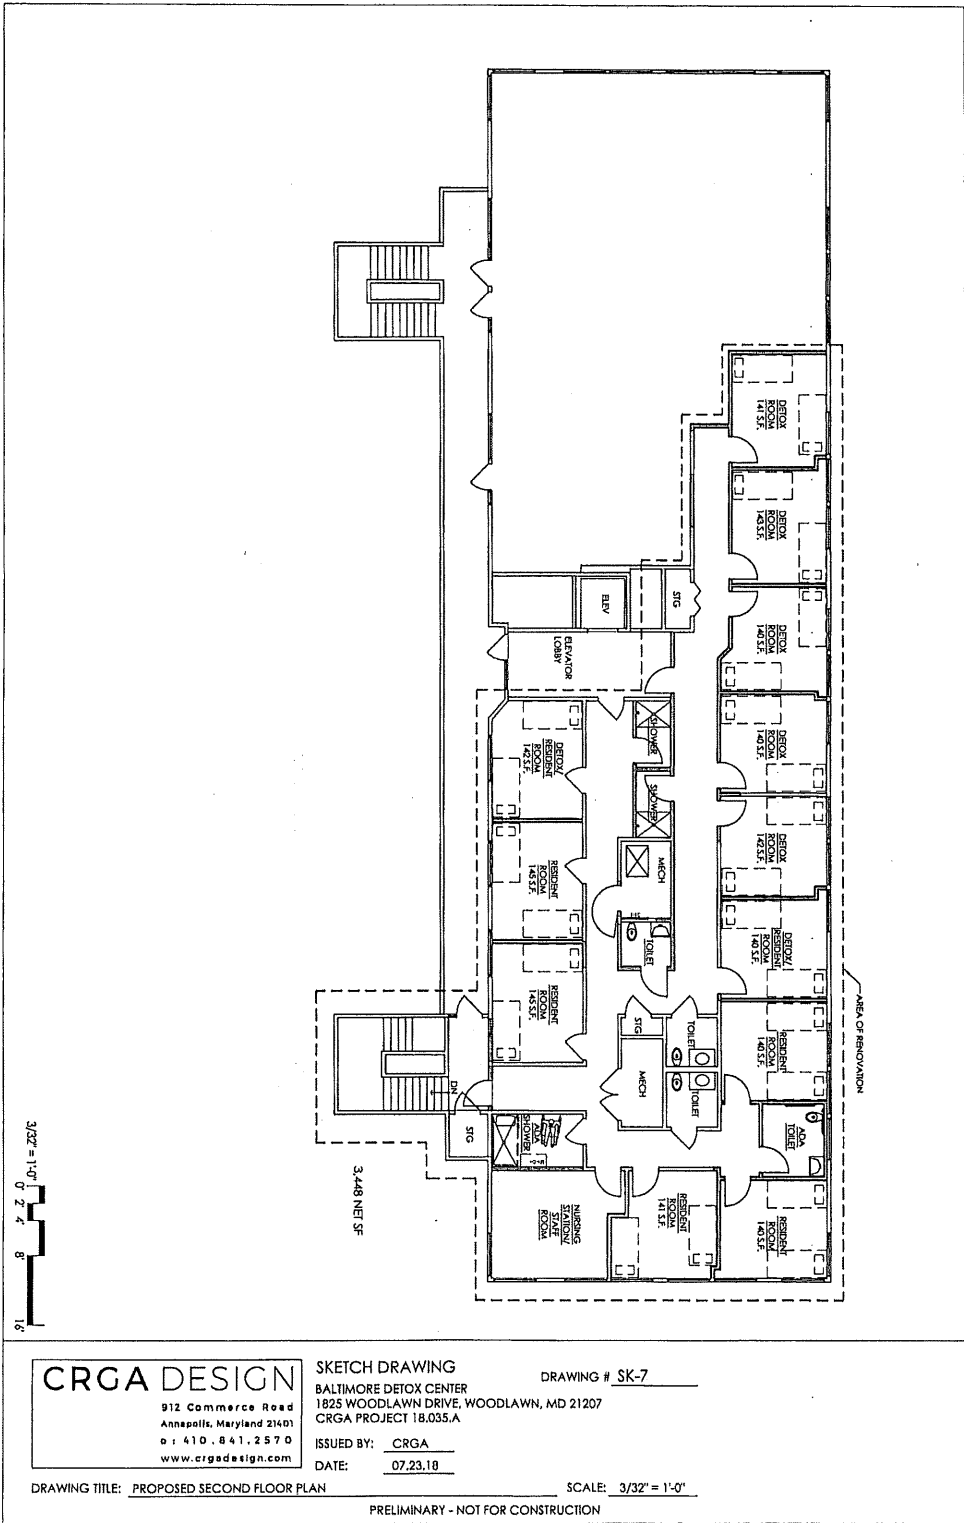 DETOX
ROOM
141 S.F.
DETOX
ROOM
143 S.F.
DETOX
ROOM
140 S.F.
DETOX
ROOM
140 S.F.
DETOX
ROOM
142 S.F.
DETOX/
RESIDENT
ROOM
140 S.F.
RESIDENT
ROOM
140 S.F.
ADA
TOILET
RESIDENT
ROOM
140 S.F.
AREA OF RENOVATION
STG
ELEV
ELEVATOR
LOBBY
SHOWER
SHOWER
MECH
TOILET
STG
TOILET
MECH
TOILET
DETOX/
RESIDENT
ROOM
142 S.F.
RESIDENT
ROOM
145 S.F.
RESIDENT
ROOM
145 S.F.
DN
STG
ADA
SHOWER
NURSING
STATION/
STAFF
ROOM
RESIDENT
ROOM
141 S.F.
3,448 NET SF
3/32" = 1'-0"
0' 2' 4' 8' 16'
CRGA DESIGN
912 Commerce Road
Annapolis, Maryland 21401
o: 410.841.2570
www.crgadesign.com
SKETCH DRAWING
DRAWING # SK-7
BALTIMORE DETOX CENTER
1825 WOODLAWN DRIVE, WOODLAWN, MD 21207
CRGA PROJECT 18.035.A
ISSUED BY: CRGA
DATE: 07.23.18
DRAWING TITLE: PROPOSED SECOND FLOOR PLAN
SCALE: 3/32" = 1'-0"
PRELIMINARY - NOT FOR CONSTRUCTION